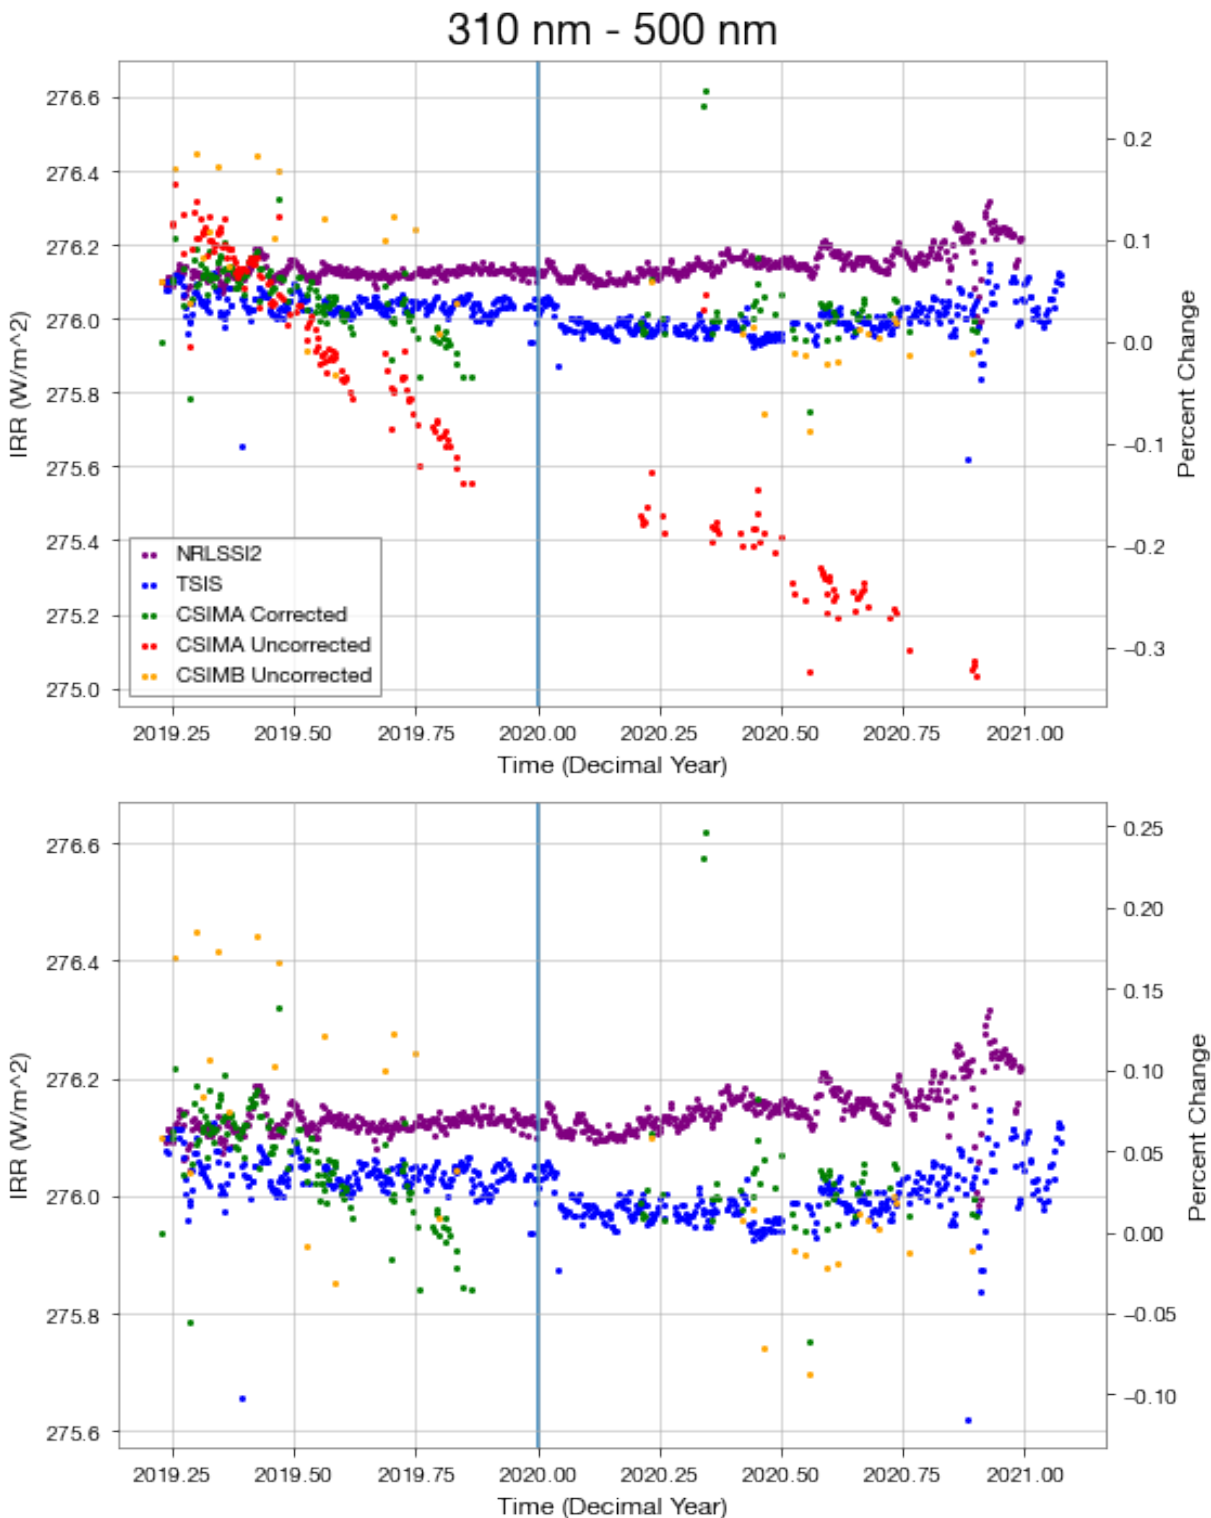 310 nm - 500 nm
276.6
276.4
276.2
276.0
275.8
275.6
275.4
275.2
275.0
IRR (W/m^2)
0.2
0.1
0.0
−0.1
−0.2
−0.3
Percent Change
NRLSSI2
TSIS
CSIMA Corrected
CSIMA Uncorrected
CSIMB Uncorrected
2019.25 2019.50 2019.75 2020.00 2020.25 2020.50 2020.75 2021.00
Time (Decimal Year)
276.6
276.4
276.2
276.0
275.8
275.6
IRR (W/m^2)
0.25
0.20
0.15
0.10
0.05
0.00
−0.05
−0.10
Percent Change
2019.25 2019.50 2019.75 2020.00 2020.25 2020.50 2020.75 2021.00
Time (Decimal Year)